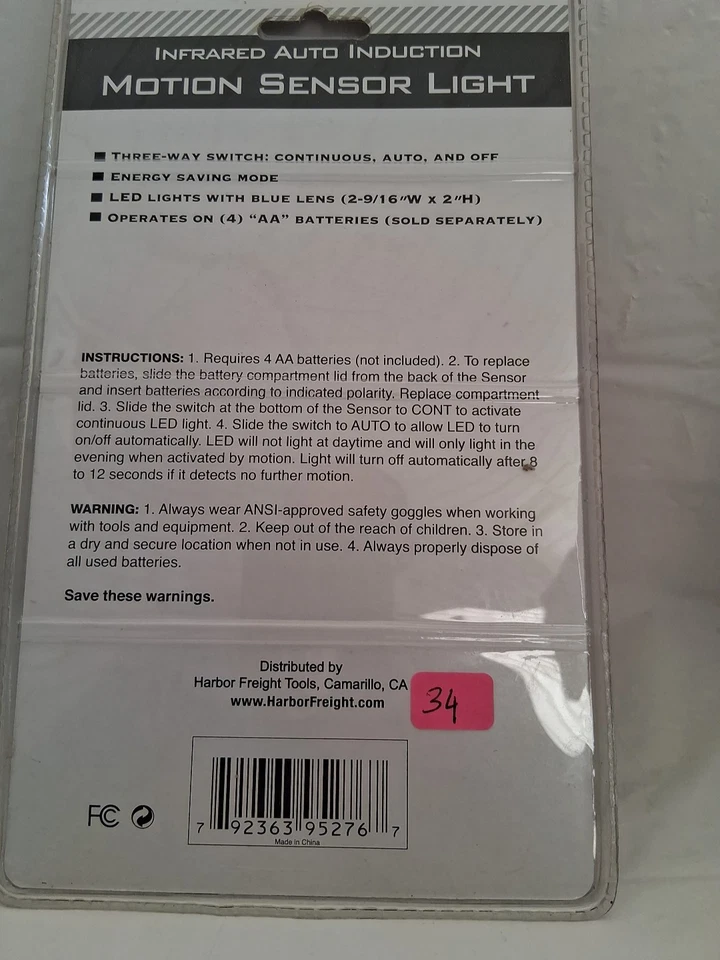 INFRARED AUTO INDUCTION
MOTION SENSOR LIGHT
■ THREE-WAY SWITCH: CONTINUOUS, AUTO, AND OFF
■ ENERGY SAVING MODE
■ LED LIGHTS WITH BLUE LENS (2-9/16"W X 2"H)
■ OPERATES ON (4) “AA” BATTERIES (SOLD SEPARATELY)
INSTRUCTIONS: 1. Requires 4 AA batteries (not included). 2. To replace
batteries, slide the battery compartment lid from the back of the Sensor
and insert batteries according to indicated polarity. Replace compartment
lid. 3. Slide the switch at the bottom of the Sensor to CONT to activate
continuous LED light. 4. Slide the switch to AUTO to allow LED to turn
on/off automatically. LED will not light at daytime and will only light in the
evening when activated by motion. Light will turn off automatically after 8
to 12 seconds if it detects no further motion.
WARNING: 1. Always wear ANSI-approved safety goggles when working
with tools and equipment. 2. Keep out of the reach of children. 3. Store in
a dry and secure location when not in use. 4. Always properly dispose of
all used batteries.
Save these warnings.
Distributed by
Harbor Freight Tools, Camarillo, CA
www.HarborFreight.com
34
FC
7 92363 95276 7
Made in China